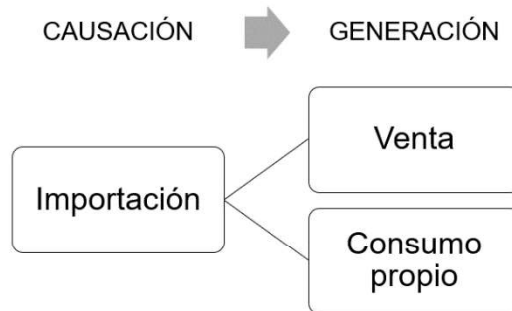 CAUSACIÓN
GENERACIÓN
Importación
Venta
Consumo
propio